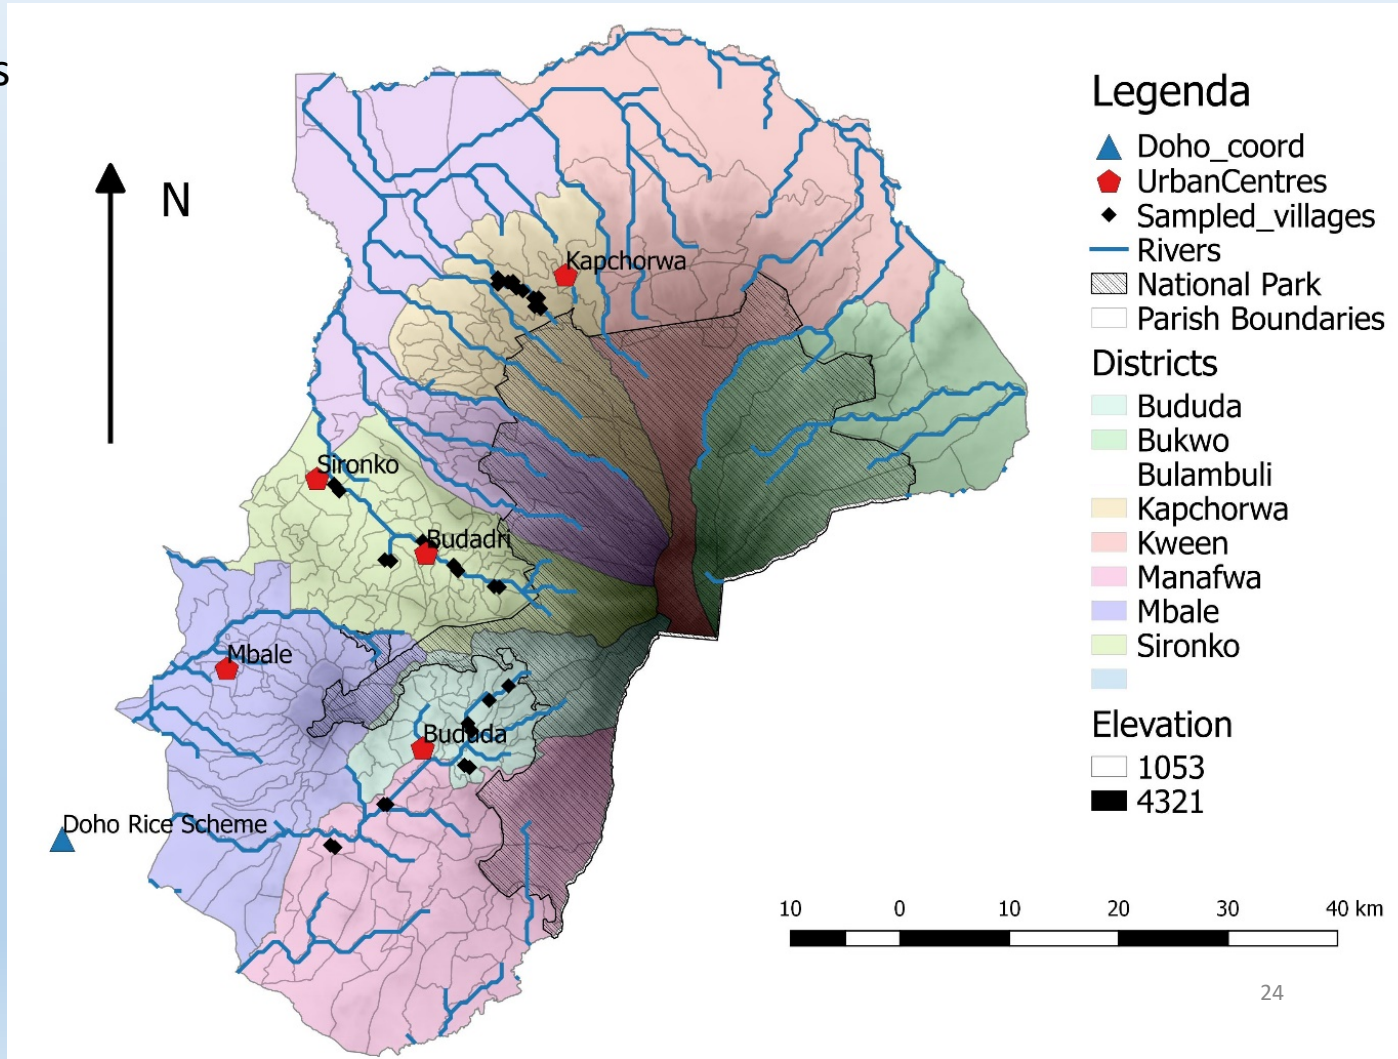 s
N
Kapchorwa
Sironko
Budadri
Mbale
Bududa
Doho Rice Scheme
Legenda
Doho_coord
UrbanCentres
Sampled_villages
Rivers
National Park
Parish Boundaries
Districts
Bududa
Bukwo
Bulambuli
Kapchorwa
Kween
Manafwa
Mbale
Sironko
Elevation
1053
4321
10 0 10 20 30 40 km
24